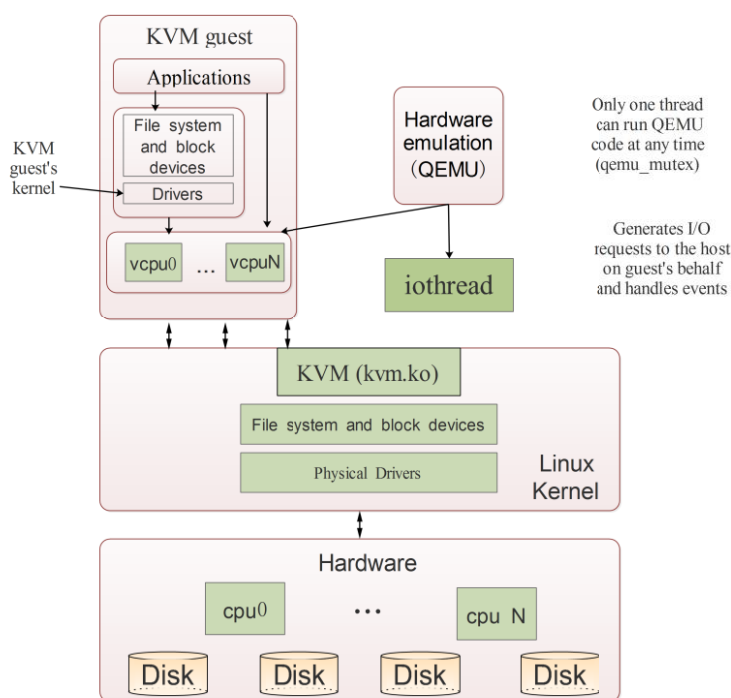 KVM guest
Applications
File system
and block
devices
Drivers
KVM
guest's
kernel
vcpu0
...
vcpuN
Hardware
emulation
(QEMU)
iothread
Only one thread
can run QEMU
code at any time
(qemu_mutex)
Generates I/O
requests to the host
on guest's behalf
and handles events
KVM (kvm.ko)
File system and block devices
Physical Drivers
Linux
Kernel
Hardware
cpu0
...
cpu N
Disk
Disk
Disk
Disk